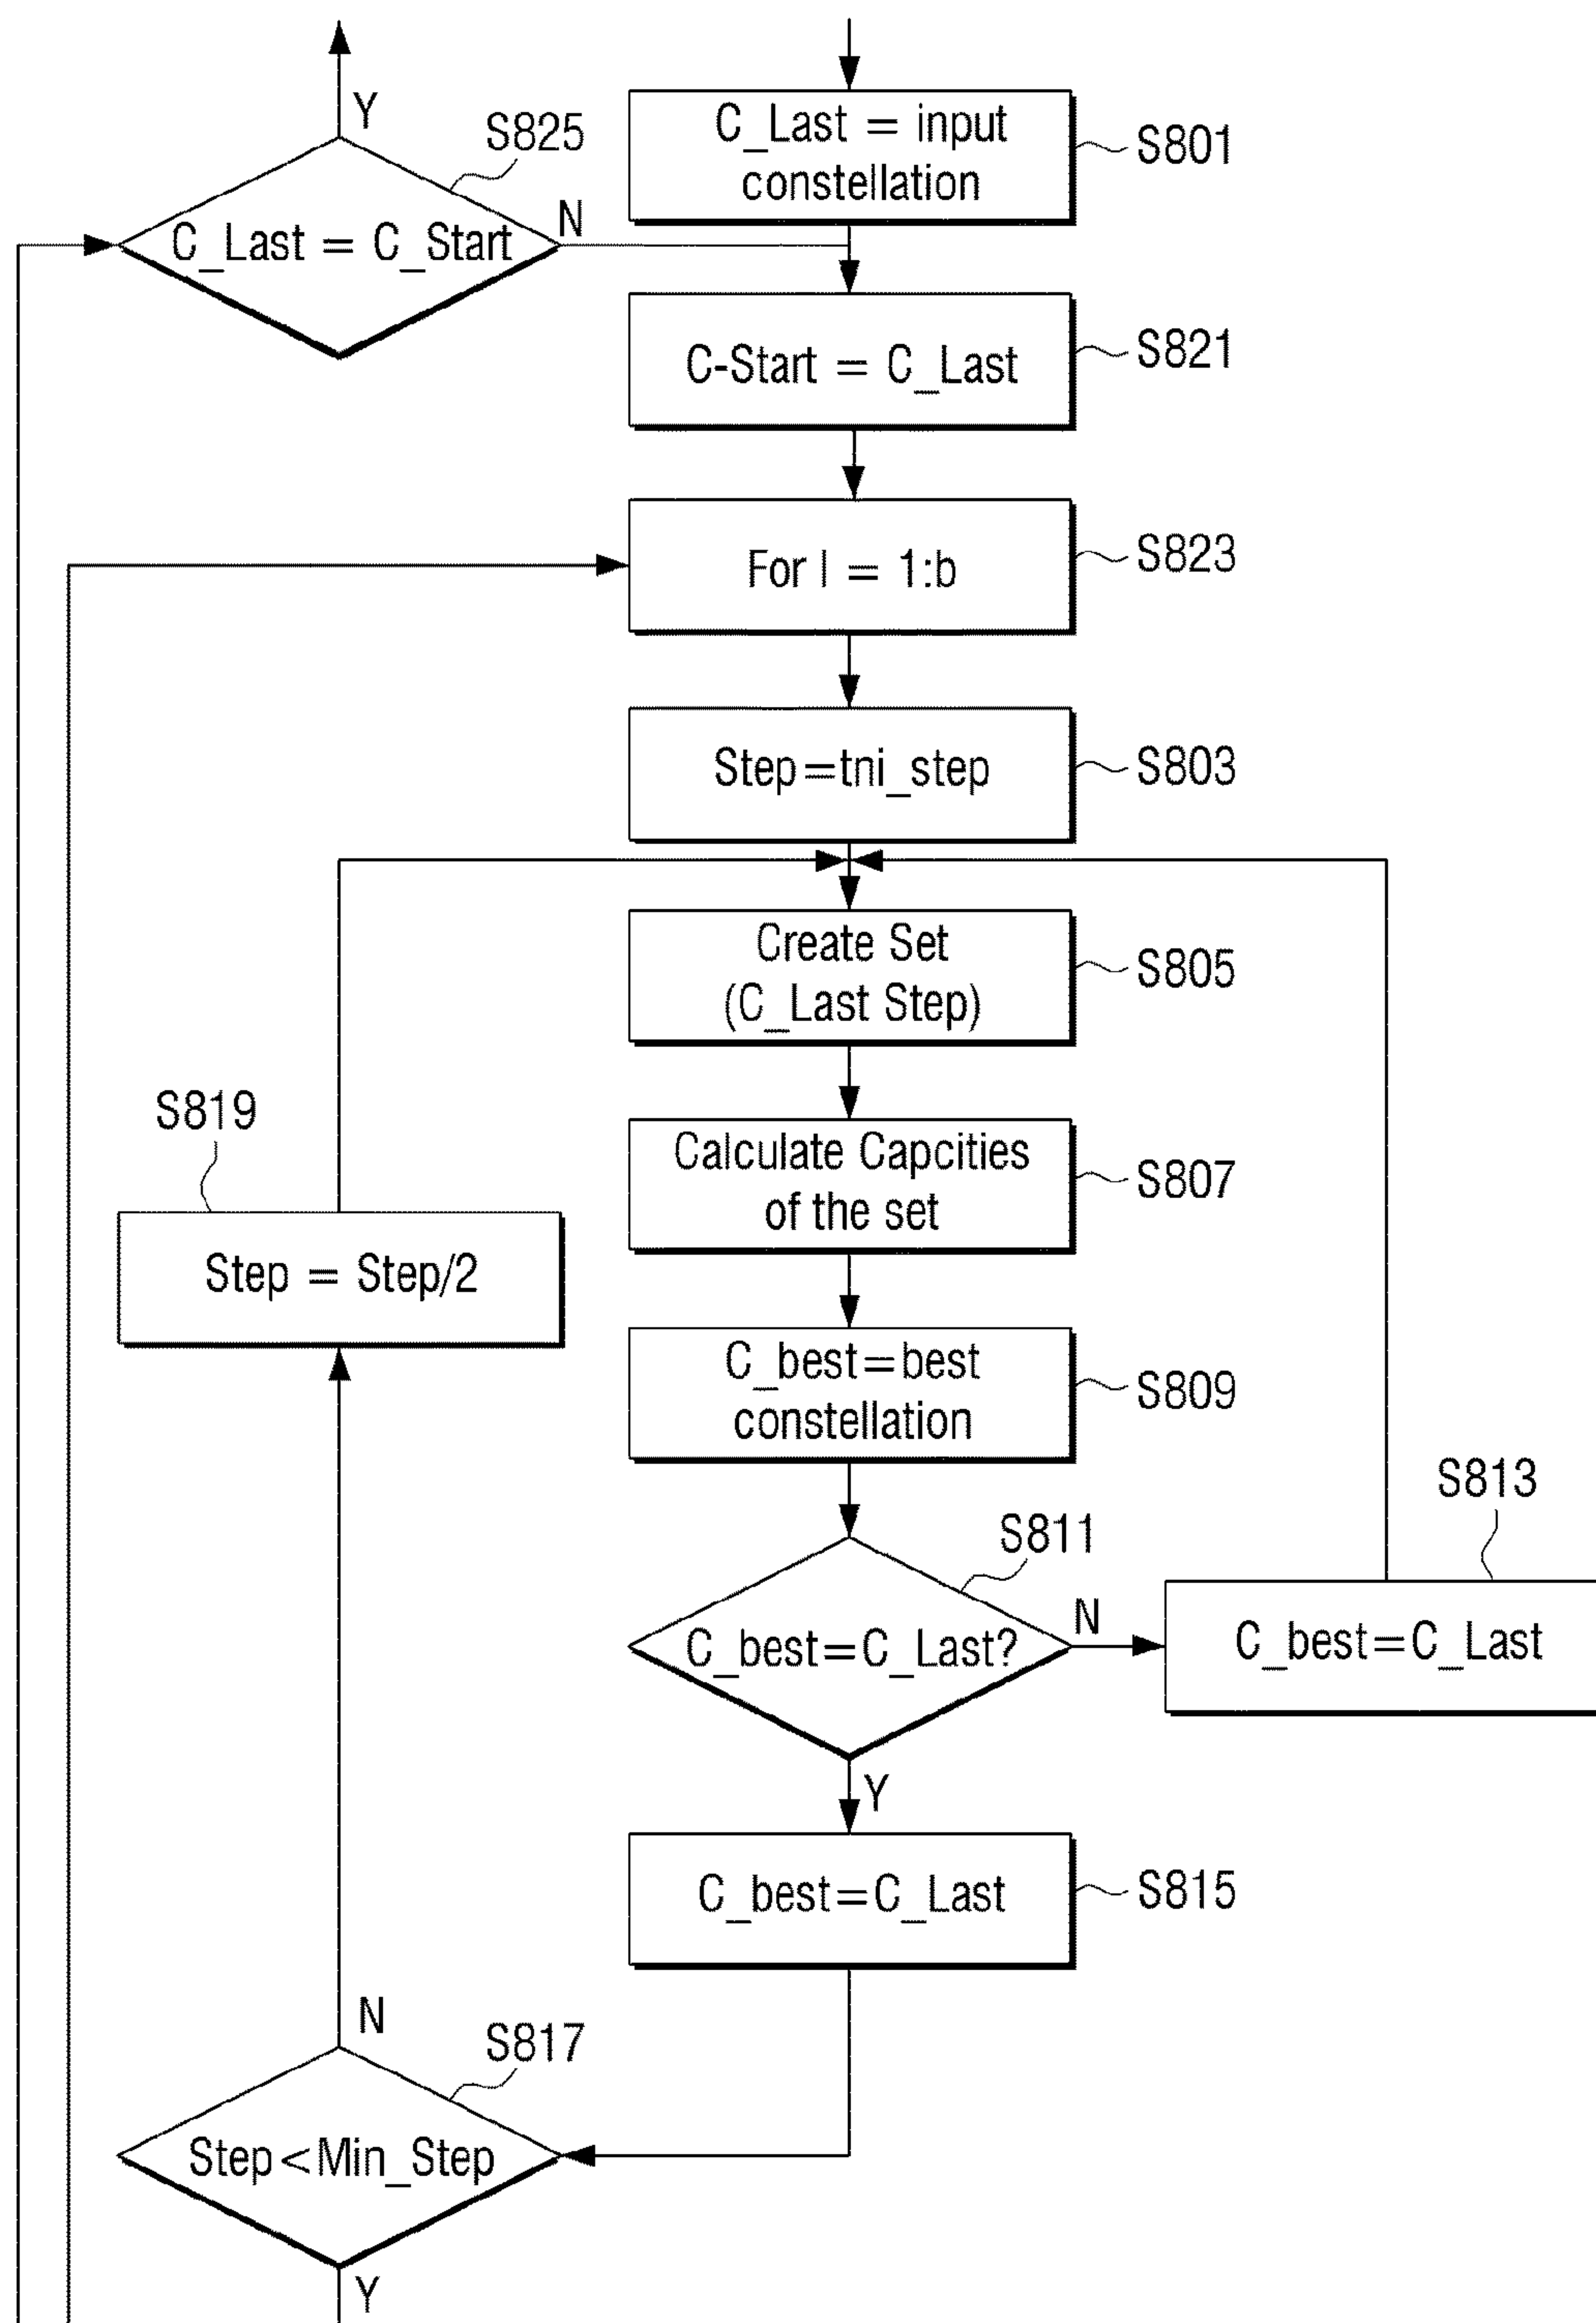 Y
S825
C_Last = input
constellation
S801
C_Last = C_Start
N
C-Start = C_Last
S821
For I = 1:b
S823
Step=tni_step
S803
Create Set
(C_Last Step)
S805
S819
Calculate Capcities
of the set
S807
Step = Step/2
C_best=best
constellation
S809
S813
S811
C_best=C_Last?
N
C_best=C_Last
Y
C_best=C_Last
S815
N
S817
Step<Min_Step
Y